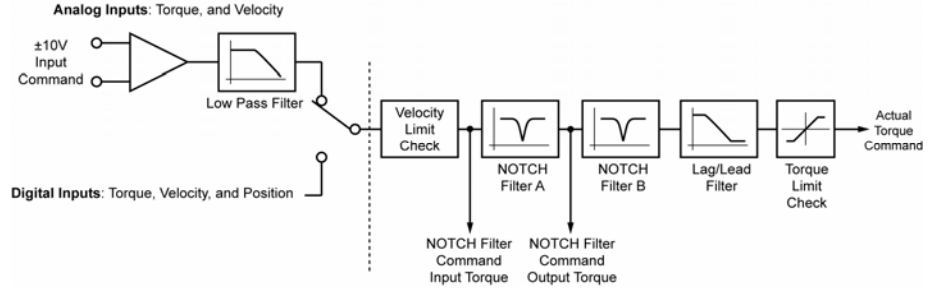 Analog Inputs: Torque, and Velocity
±10V
Input
Command
Low Pass Filter
Digital Inputs: Torque, Velocity, and Position
Velocity
Limit
Check
NOTCH
Filter A
NOTCH
Filter B
Lag/Lead
Filter
Torque
Limit
Check
Actual
Torque
Command
NOTCH Filter
Command
Input Torque
NOTCH Filter
Command
Output Torque